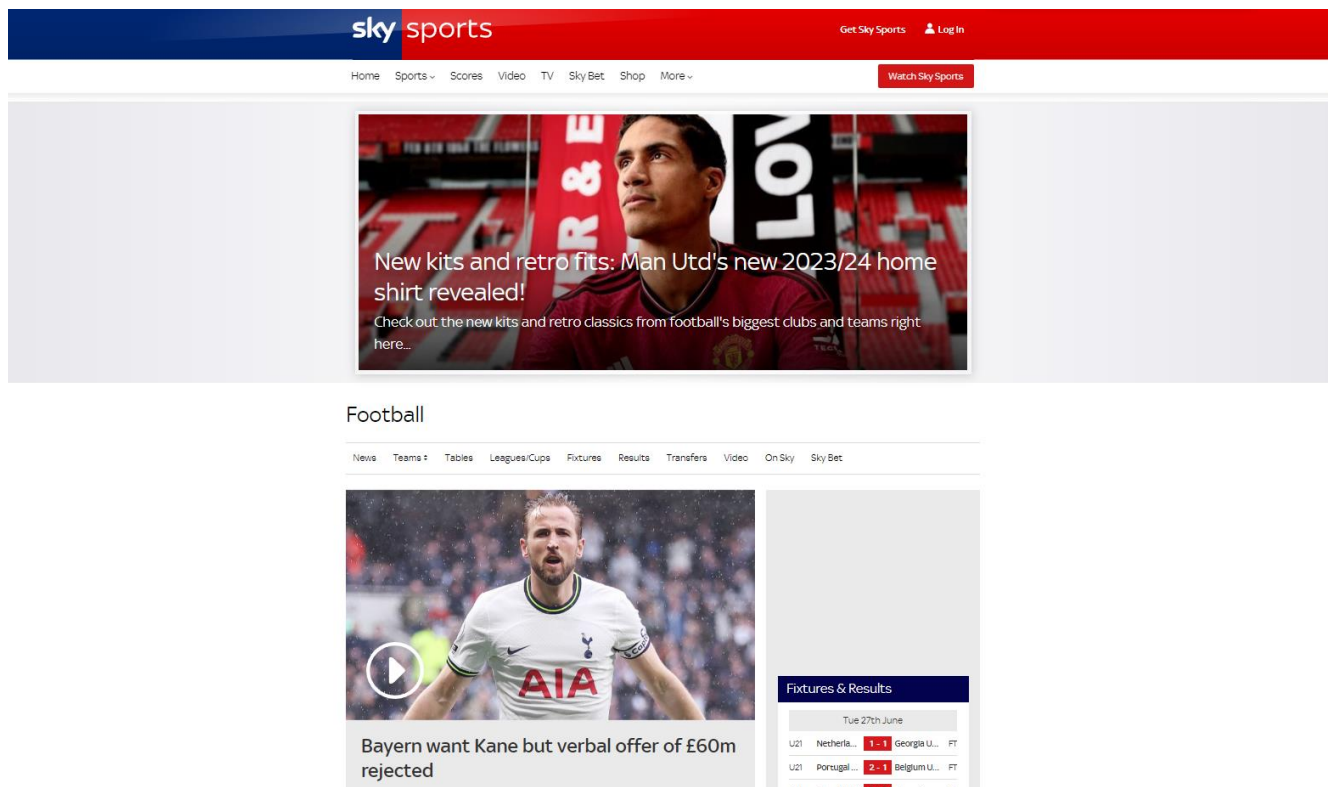 sky sports
Get Sky Sports
Log In
Home Sports Scores Video TV Sky Bet Shop More
Watch Sky Sports
ER & E
LOV
New kits and retro fits: Man Utd's new 2023/24 home
shirt revealed!
Check out the new kits and retro classics from football's biggest clubs and teams right
here...
Football
News Teams Tables Leagues/Cups Fixtures Results Transfers Video On Sky Sky Bet
AIA
Bayern want Kane but verbal offer of £60m
rejected
Fixtures & Results
Tue 27th June
U21 Netherla... 1 - 1 Georgia U... FT
U21 Portugal ... 2 - 1 Belgium U... FT